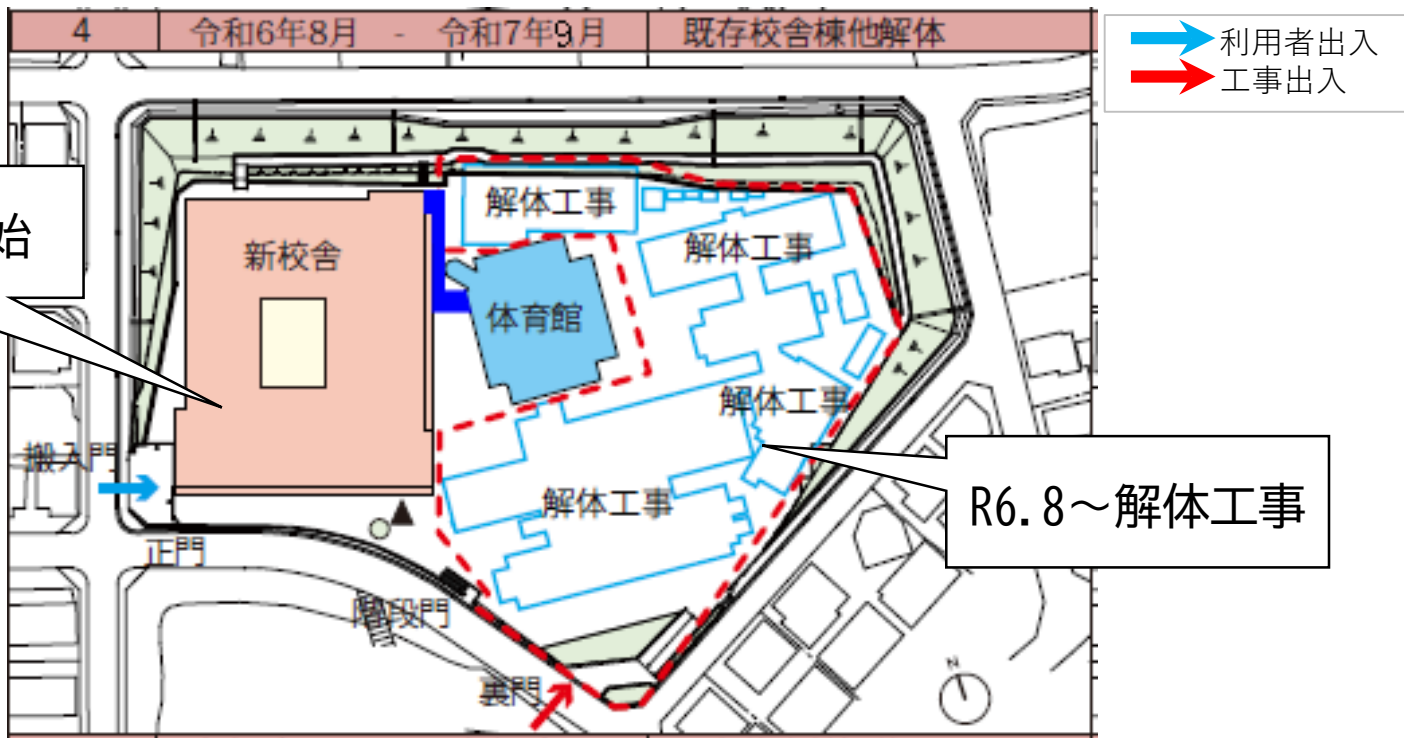 4 令和6年8月 - 令和7年9月 既存校舎棟他解体
利用者出入
工事出入
始
解体工事
解体工事
新校舎
体育館
解体工事
搬入門
解体工事
R6.8～解体工事
正門
階段門
裏門
N